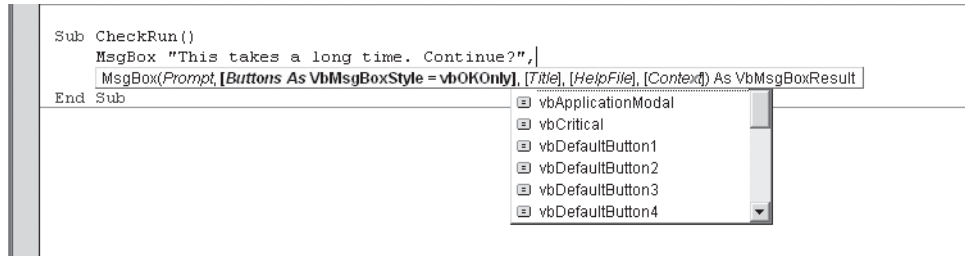 Sub CheckRun()
MsgBox "This takes a long time. Continue?",
MsgBox(Prompt, [Buttons As VbMsgBoxStyle = vbOKOnly], [Title], [HelpFile], [Context]) As VbMsgBoxResult
End Sub
vbApplicationModal
vbCritical
vbDefaultButton1
vbDefaultButton2
vbDefaultButton3
vbDefaultButton4